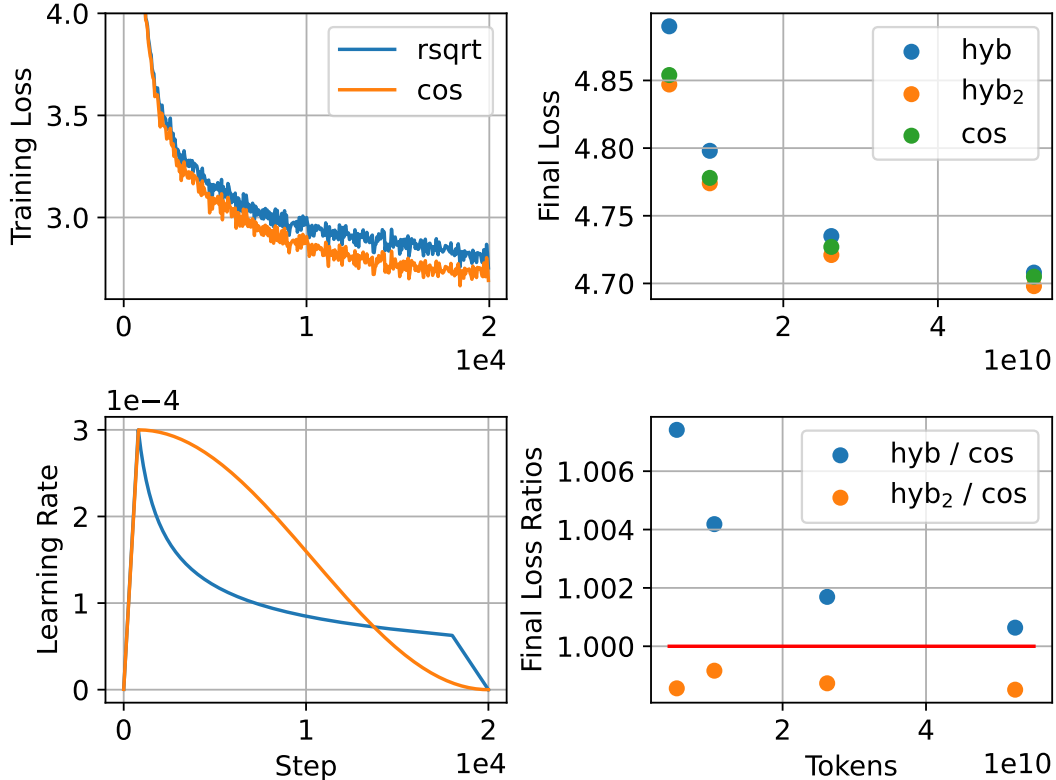 Training Loss
4.0
3.5
3.0
rsqrt
cos
0
1
2
1e4
Final Loss
4.85
4.80
4.75
4.70
hyb
hyb₂
cos
2
4
1e10
Learning Rate
1e−4
3
2
1
0
0
1
2
Step
1e4
Final Loss Ratios
1.006
1.004
1.002
1.000
hyb / cos
hyb₂ / cos
2
4
Tokens
1e10